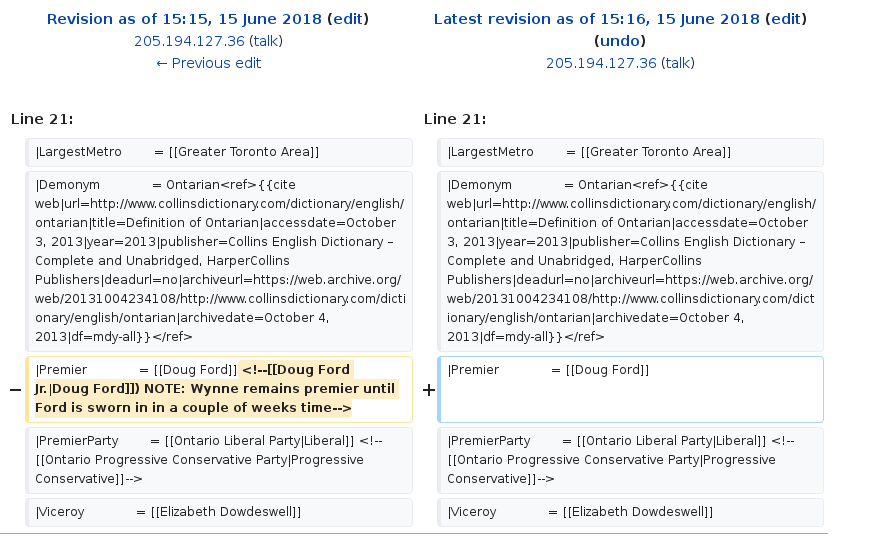 Revision as of 15:15, 15 June 2018 (edit)
205.194.127.36 (talk)
← Previous edit
Latest revision as of 15:16, 15 June 2018 (edit)
(undo)
205.194.127.36 (talk)
Line 21:
Line 21:
|LargestMetro = [[Greater Toronto Area]]
|LargestMetro = [[Greater Toronto Area]]
|Demonym = Ontarian<ref>{{cite
web|url=http://www.collinsdictionary.com/dictionary/english/
ontarian|title=Definition of Ontarian|accessdate=October
3, 2013|year=2013|publisher=Collins English Dictionary –
Complete and Unabridged, HarperCollins
Publishers|deadurl=no|archiveurl=https://web.archive.org/
web/20131004234108/http://www.collinsdictionary.com/dicti
onary/english/ontarian|archivedate=October 4,
2013|df=mdy-all}}</ref>
|Demonym = Ontarian<ref>{{cite
web|url=http://www.collinsdictionary.com/dictionary/english/
ontarian|title=Definition of Ontarian|accessdate=October
3, 2013|year=2013|publisher=Collins English Dictionary –
Complete and Unabridged, HarperCollins
Publishers|deadurl=no|archiveurl=https://web.archive.org/
web/20131004234108/http://www.collinsdictionary.com/dict
ionary/english/ontarian|archivedate=October 4,
2013|df=mdy-all}}</ref>
− |Premier = [[Doug Ford]] <!--[[Doug Ford
Jr.|Doug Ford]]) NOTE: Wynne remains premier until
Ford is sworn in in a couple of weeks time-->
+ |Premier = [[Doug Ford]]
|PremierParty = [[Ontario Liberal Party|Liberal]] <!--
[[Ontario Progressive Conservative Party|Progressive
Conservative]]-->
|PremierParty = [[Ontario Liberal Party|Liberal]] <!--
[[Ontario Progressive Conservative Party|Progressive
Conservative]]-->
|Viceroy = [[Elizabeth Dowdeswell]]
|Viceroy = [[Elizabeth Dowdeswell]]